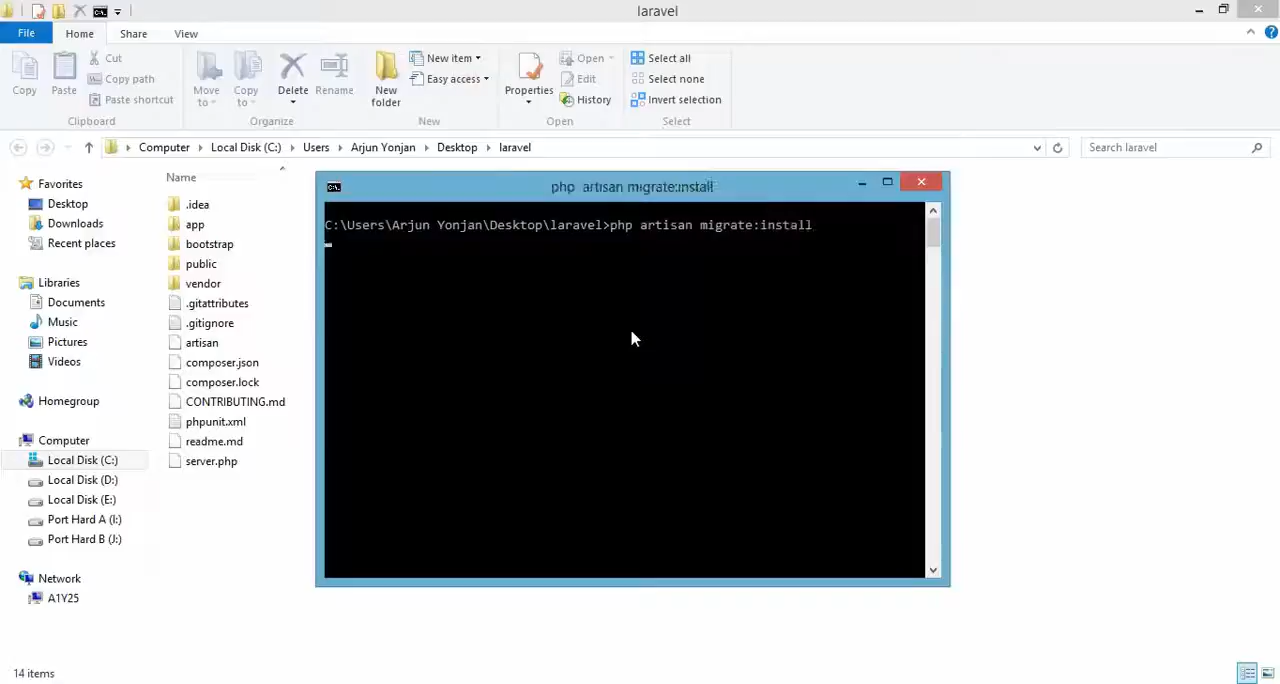 laravel
File
Home
Share
View
Copy
Paste
Cut
Copy path
Paste shortcut
Clipboard
Move to
Copy to
Delete
Rename
Organize
New folder
New item
Easy access
New
Properties
Open
Edit
History
Open
Select all
Select none
Invert selection
Select
Computer
Local Disk (C:)
Users
Arjun Yonjan
Desktop
laravel
Search laravel
Favorites
Desktop
Downloads
Recent places
Libraries
Documents
Music
Pictures
Videos
Homegroup
Computer
Local Disk (C:)
Local Disk (D:)
Local Disk (E:)
Port Hard A (I:)
Port Hard B (J:)
Network
A1Y25
Name
.idea
app
bootstrap
public
vendor
.gitattributes
.gitignore
artisan
composer.json
composer.lock
CONTRIBUTING.md
phpunit.xml
readme.md
server.php
php artisan migrate:install
C:\Users\Arjun Yonjan\Desktop\laravel>php artisan migrate:install
14 items